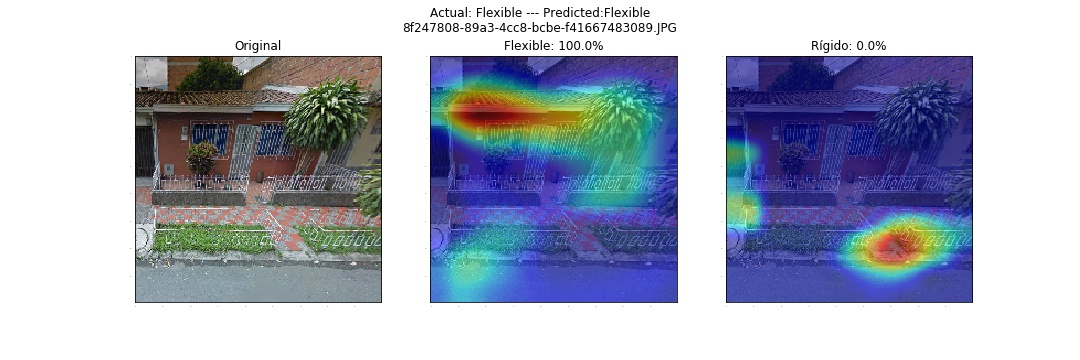 Actual: Flexible --- Predicted:Flexible
8f247808-89a3-4cc8-bcbe-f41667483089.JPG
Original
Flexible: 100.0%
Rígido: 0.0%